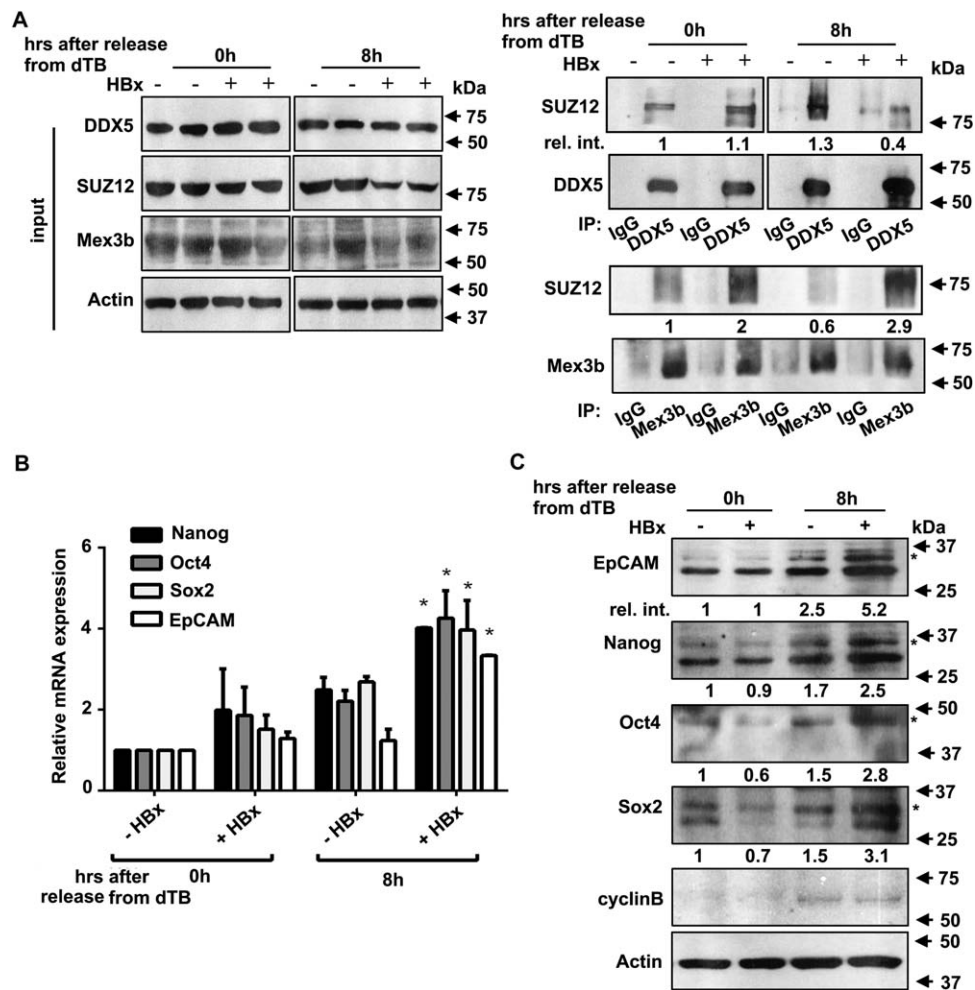 A
hrs after release
from dTB
0h
8h
HBx
- - + +
- - + +
kDa
input
DDX5
75
50
SUZ12
75
Mex3b
75
50
Actin
50
37
hrs after release
from dTB
0h
8h
HBx
- - + +
- - + +
kDa
SUZ12
75
rel. int.
1 1.1 1.3 0.4
DDX5
75
50
IP:
IgG DDX5 IgG DDX5 IgG DDX5 IgG DDX5
SUZ12
75
1 2 0.6 2.9
Mex3b
75
50
IP:
IgG Mex3b IgG Mex3b IgG Mex3b IgG Mex3b
B
Nanog
Oct4
Sox2
EpCAM
Relative mRNA expression
6
4
2
0
* * * *
- HBx + HBx - HBx + HBx
hrs after
release from dTB
0h
8h
C
hrs after release
from dTB
0h
8h
HBx
- + - +
kDa
EpCAM
37
*
25
rel. int.
1 1 2.5 5.2
Nanog
37
*
25
1 0.9 1.7 2.5
Oct4
50
*
37
1 0.6 1.5 2.8
Sox2
37
*
25
1 0.7 1.5 3.1
cyclinB
75
50
Actin
50
37